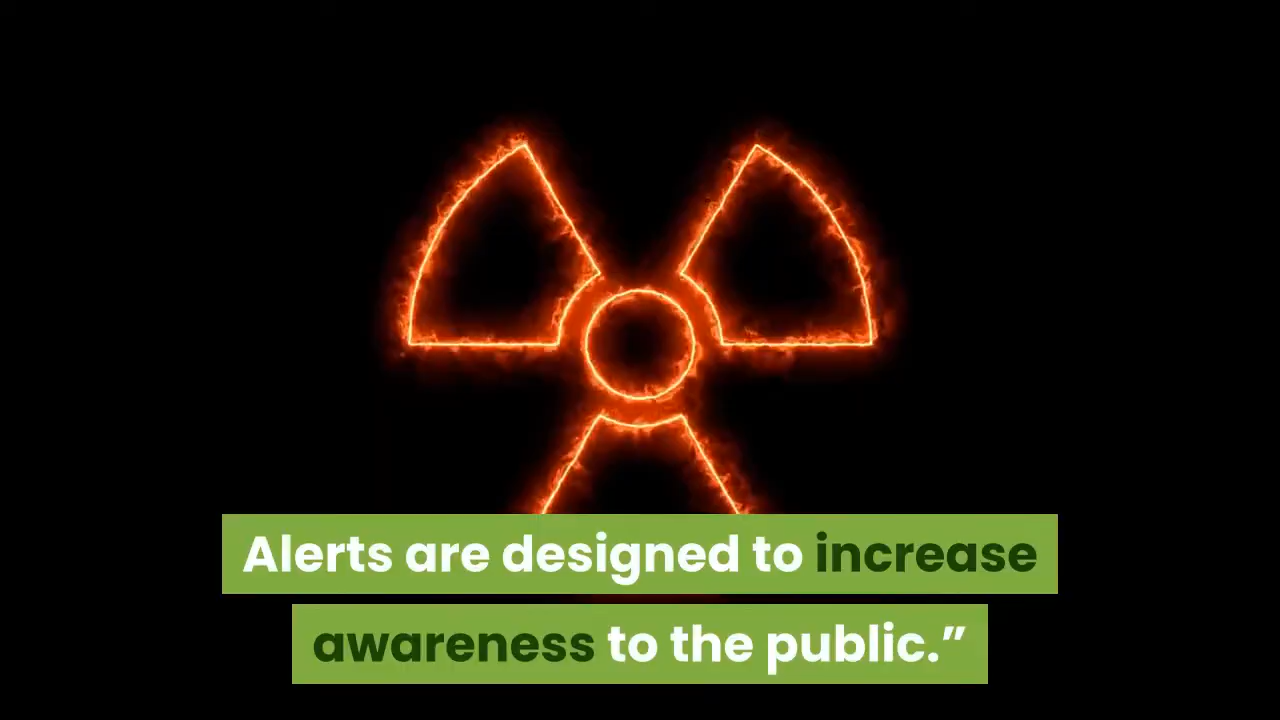 Alerts are designed to increase
awareness to the public.”